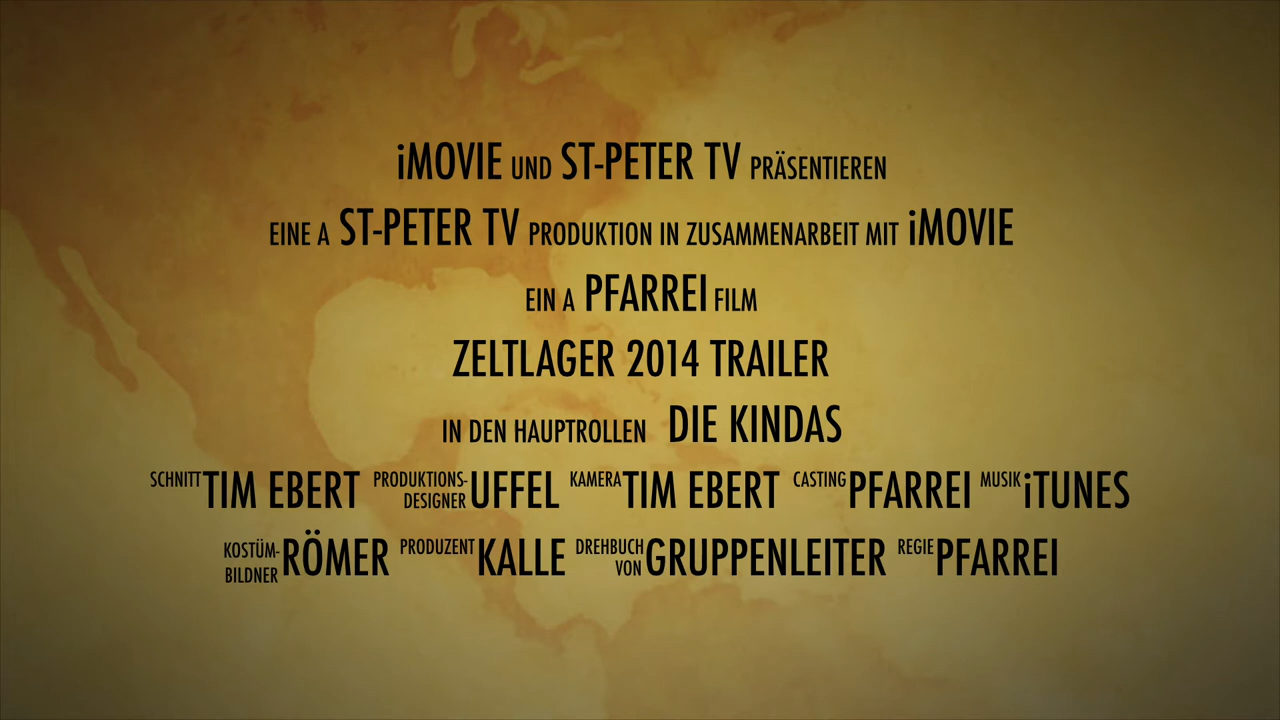 iMOVIE UND ST-PETER TV PRÄSENTIEREN
EINE A ST-PETER TV PRODUKTION IN ZUSAMMENARBEIT MIT iMOVIE
EIN A PFARREI FILM
ZELTLAGER 2014 TRAILER
IN DEN HAUPTROLLEN DIE KINDAS
SCHNITT TIM EBERT PRODUKTIONS-DESIGNER UFFEL KAMERA TIM EBERT CASTING PFARREI MUSIK iTUNES
KOSTÜM-BILDNER RÖMER PRODUZENT KALLE DREHBUCH VON GRUPPENLEITER REGIE PFARREI